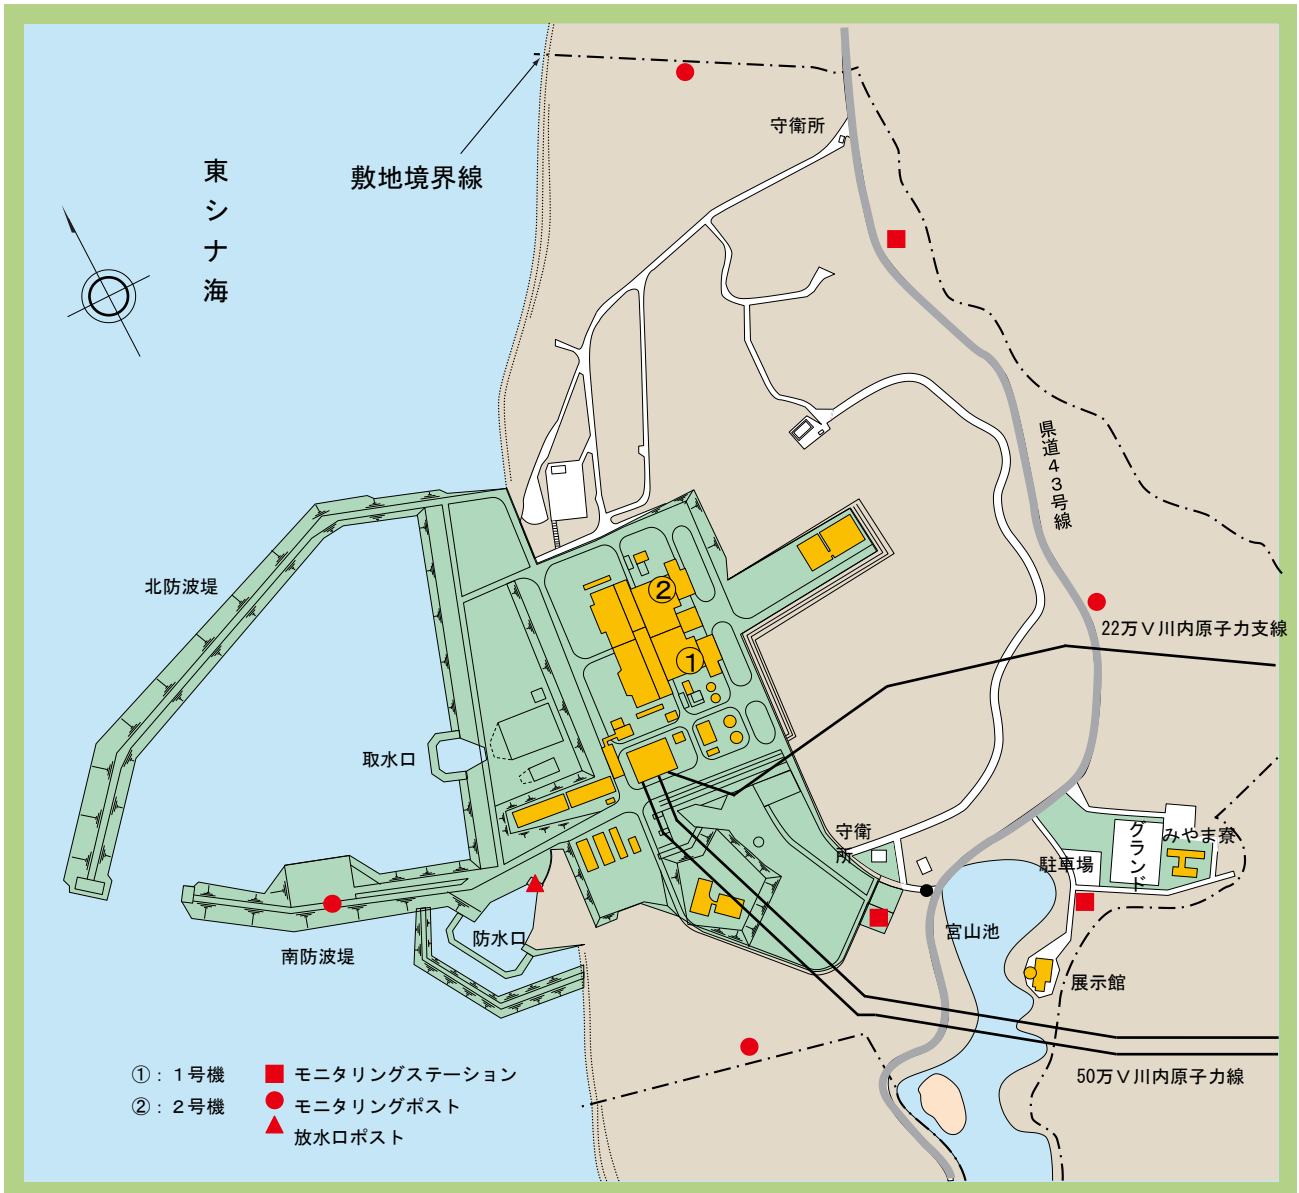 守衛所
東シナ海
敷地境界線
県道43号線
北防波堤
②
22万V川内原子力支線
①
取水口
守衛
所
グランド
みやま寮
駐車場
防水口
宮山池
南防波堤
展示館
①：1号機
モニタリングステーション
50万V川内原子力線
②：2号機
モニタリングポスト
放水口ポスト